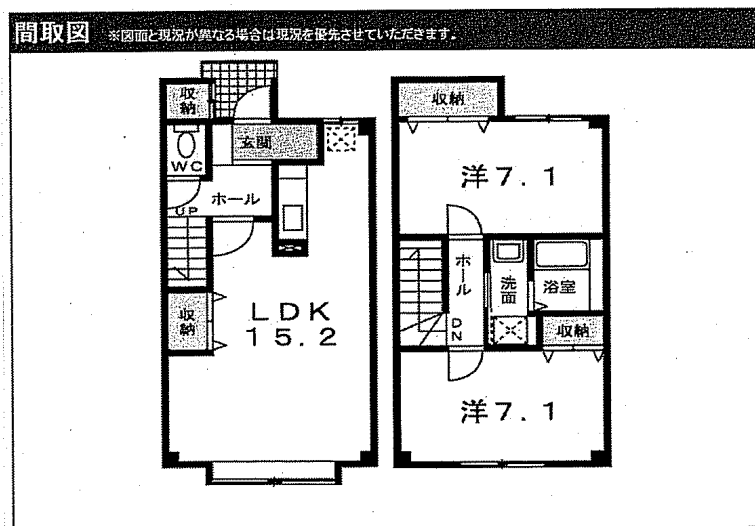 間取図 ※図面と現況が異なる場合は現況を優先させていただきます。
収納
玄関
WC
ホール
UP
収納
LDK
15.2
収納
洋7.1
ホール
洗面
浴室
DN
収納
洋7.1